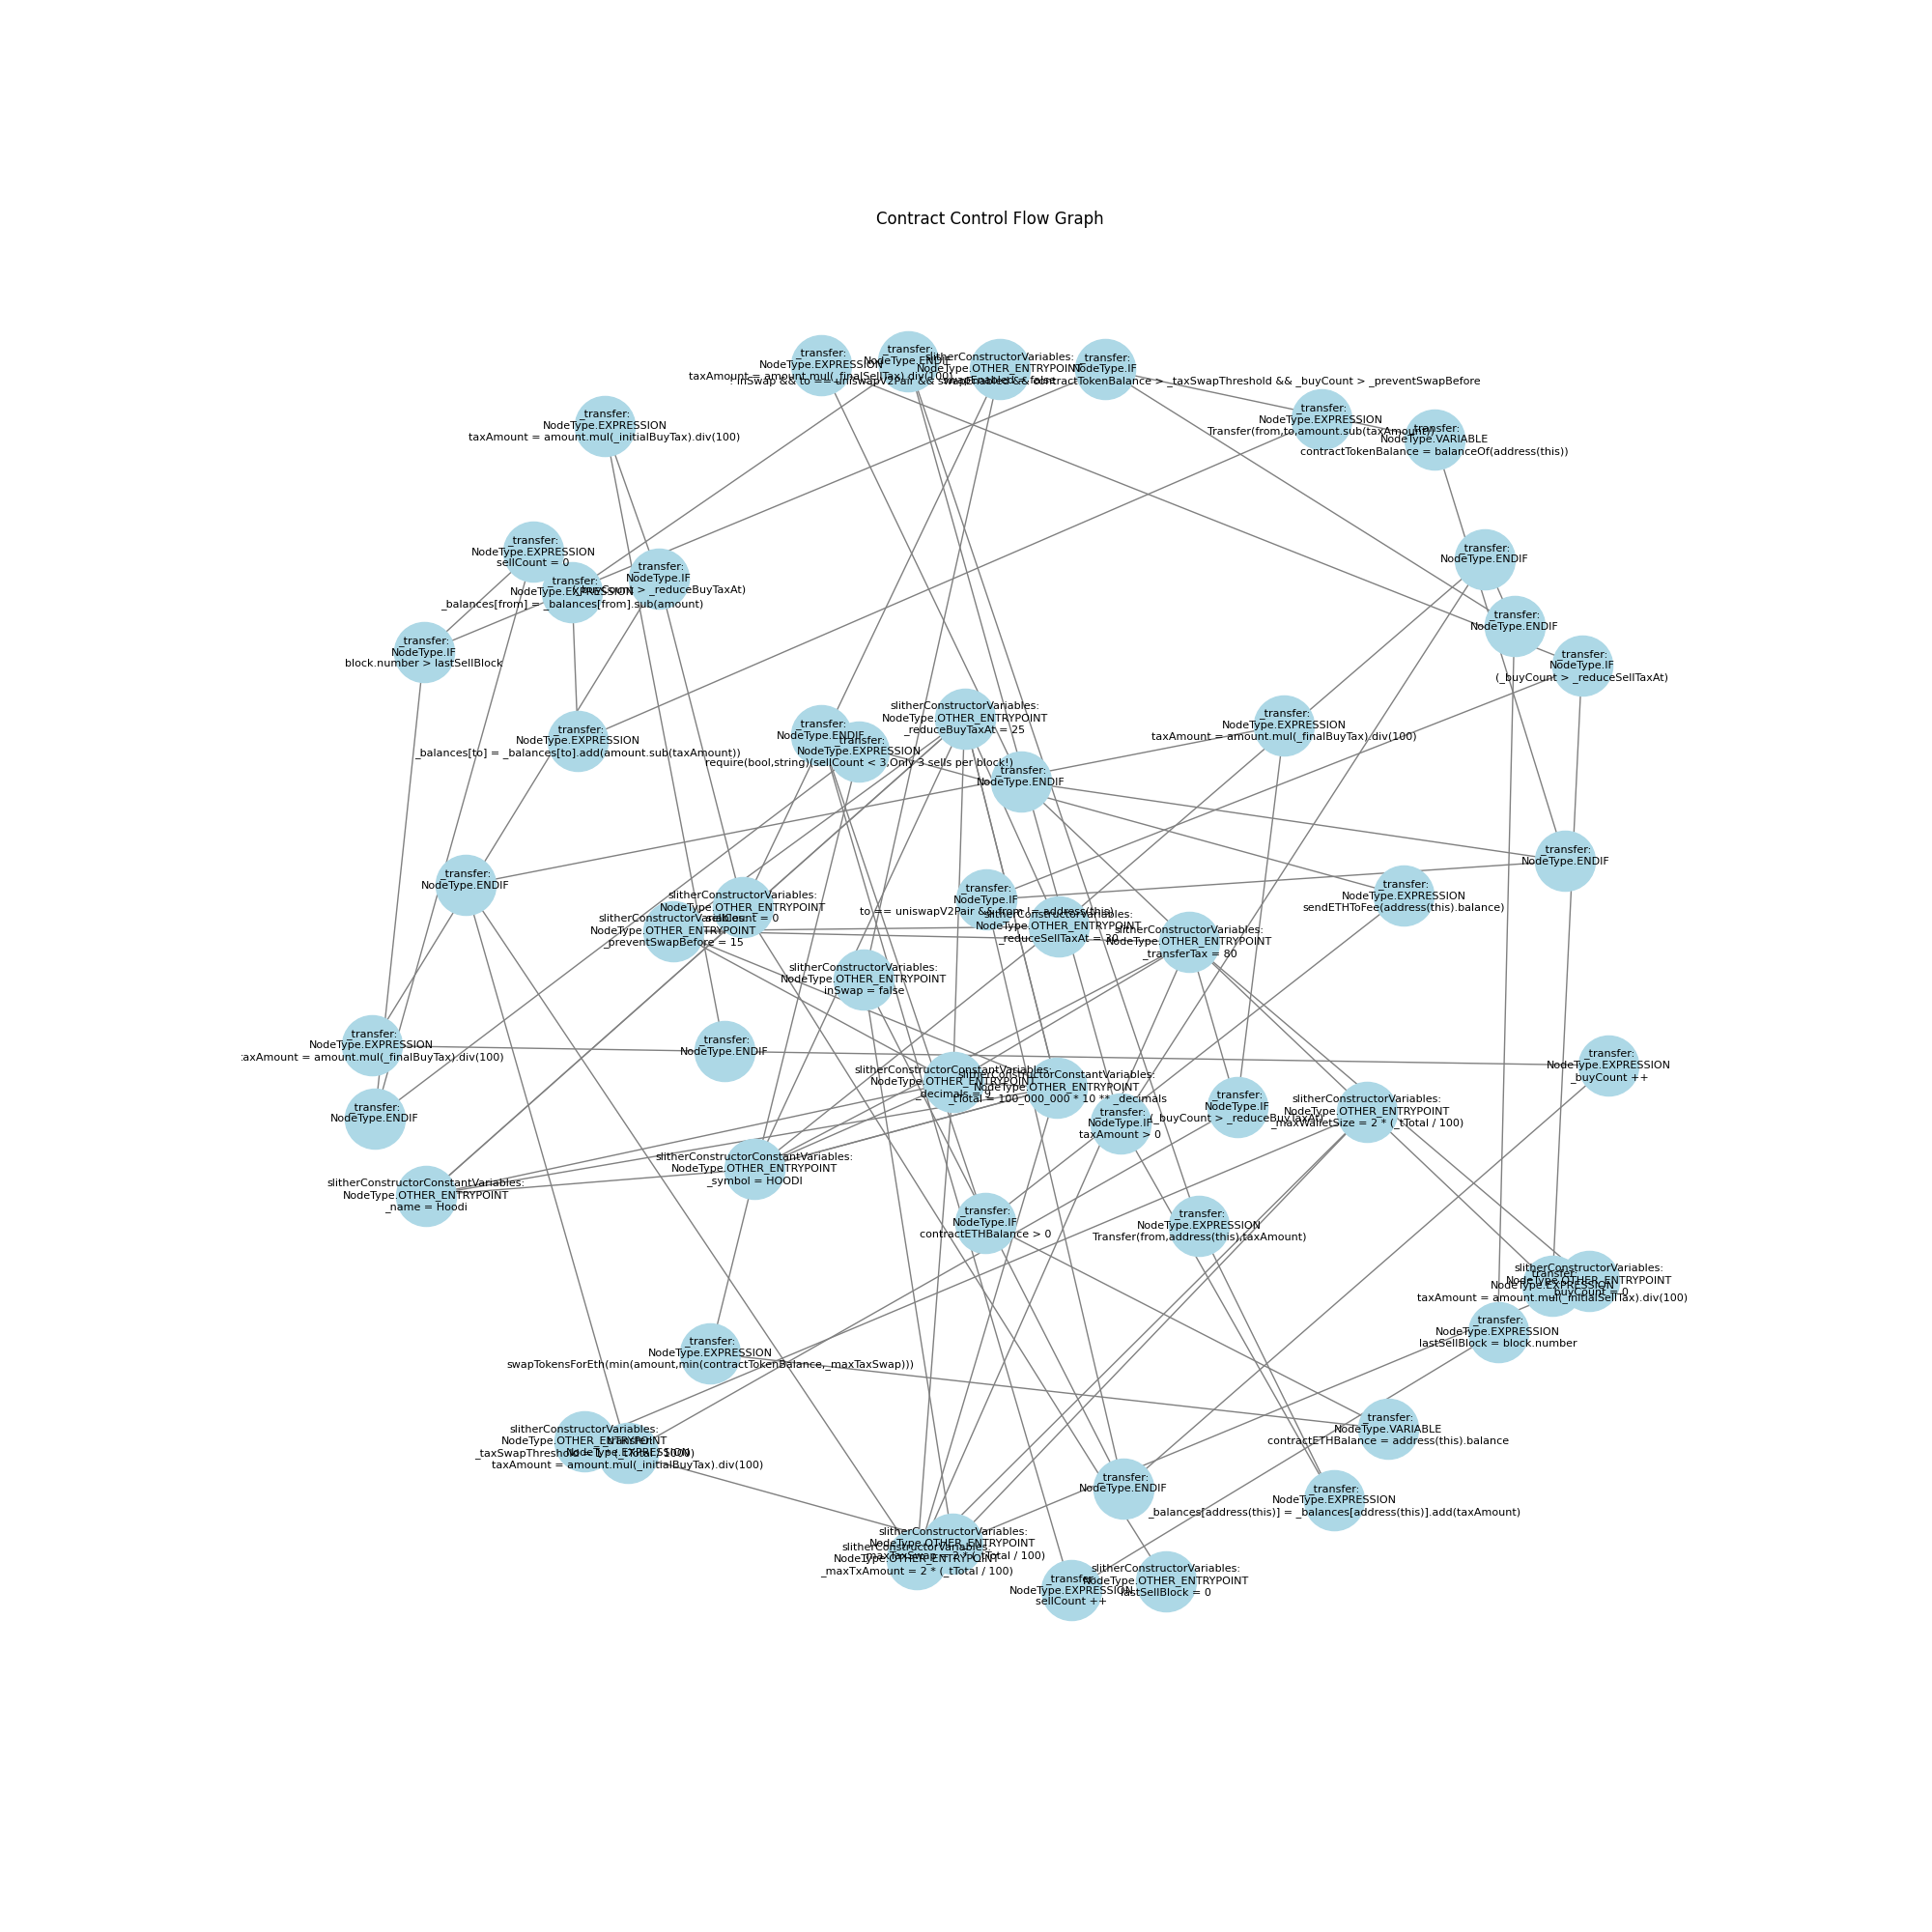 Contract Control Flow Graph
_transfer:
NodeType.EXPRESSION
taxAmount = amount.mul(_finalSellTax).div(100)
_transfer:
NodeType.ENDIF
slitherConstructorVariables:
NodeType.OTHER_ENTRYPOINT
swapEnabled = false
_transfer:
NodeType.IF
! inSwap && to == uniswapV2Pair && swapEnabled && contractTokenBalance > _taxSwapThreshold && _buyCount > _preventSwapBefore
_transfer:
NodeType.EXPRESSION
Transfer(from,to,amount.sub(taxAmount))
_transfer:
NodeType.VARIABLE
contractTokenBalance = balanceOf(address(this))
_transfer:
NodeType.EXPRESSION
taxAmount = amount.mul(_initialBuyTax).div(100)
_transfer:
NodeType.EXPRESSION
sellCount = 0
_transfer:
NodeType.EXPRESSION
_balances[from] = _balances[from].sub(amount)
_transfer:
NodeType.IF
(_buyCount > _reduceBuyTaxAt)
_transfer:
NodeType.ENDIF
_transfer:
NodeType.ENDIF
_transfer:
NodeType.IF
block.number > lastSellBlock
_transfer:
NodeType.IF
(_buyCount > _reduceSellTaxAt)
_transfer:
NodeType.EXPRESSION
_balances[to] = _balances[to].add(amount.sub(taxAmount))
_transfer:
NodeType.ENDIF
_transfer:
NodeType.EXPRESSION
require(bool,string)(sellCount < 3,Only 3 sells per block!)
slitherConstructorVariables:
NodeType.OTHER_ENTRYPOINT
_reduceBuyTaxAt = 25
_transfer:
NodeType.ENDIF
_transfer:
NodeType.EXPRESSION
taxAmount = amount.mul(_finalBuyTax).div(100)
_transfer:
NodeType.ENDIF
_transfer:
NodeType.ENDIF
slitherConstructorVariables:
NodeType.OTHER_ENTRYPOINT
sellCount = 0
slitherConstructorVariables:
NodeType.OTHER_ENTRYPOINT
_preventSwapBefore = 15
_transfer:
NodeType.IF
to == uniswapV2Pair && from != address(this)
slitherConstructorVariables:
NodeType.OTHER_ENTRYPOINT
_reduceSellTaxAt = 30
slitherConstructorVariables:
NodeType.OTHER_ENTRYPOINT
_transferTax = 80
_transfer:
NodeType.EXPRESSION
sendETHToFee(address(this).balance)
slitherConstructorVariables:
NodeType.OTHER_ENTRYPOINT
inSwap = false
_transfer:
NodeType.EXPRESSION
taxAmount = amount.mul(_finalBuyTax).div(100)
_transfer:
NodeType.ENDIF
_transfer:
NodeType.EXPRESSION
_buyCount ++
_transfer:
NodeType.ENDIF
slitherConstructorConstantVariables:
NodeType.OTHER_ENTRYPOINT
_decimals = 9
slitherConstructorConstantVariables:
NodeType.OTHER_ENTRYPOINT
_tTotal = 100_000_000 * 10 ** _decimals
_transfer:
NodeType.IF
taxAmount > 0
_transfer:
NodeType.IF
(_buyCount > _reduceBuyTaxAt)
slitherConstructorVariables:
NodeType.OTHER_ENTRYPOINT
_maxWalletSize = 2 * (_tTotal / 100)
slitherConstructorConstantVariables:
NodeType.OTHER_ENTRYPOINT
_symbol = HOODI
slitherConstructorConstantVariables:
NodeType.OTHER_ENTRYPOINT
_name = Hoodi
_transfer:
NodeType.IF
contractETHBalance > 0
_transfer:
NodeType.EXPRESSION
Transfer(from,address(this),taxAmount)
_transfer:
NodeType.EXPRESSION
taxAmount = amount.mul(_initialSellTax).div(100)
slitherConstructorVariables:
NodeType.OTHER_ENTRYPOINT
_buyCount = 0
_transfer:
NodeType.EXPRESSION
lastSellBlock = block.number
_transfer:
NodeType.EXPRESSION
swapTokensForEth(min(amount,min(contractTokenBalance,_maxTaxSwap)))
_transfer:
NodeType.VARIABLE
contractETHBalance = address(this).balance
slitherConstructorVariables:
NodeType.OTHER_ENTRYPOINT
_taxSwapThreshold = 1 * (_tTotal / 1000)
_transfer:
NodeType.EXPRESSION
taxAmount = amount.mul(_initialBuyTax).div(100)
_transfer:
NodeType.ENDIF
_transfer:
NodeType.EXPRESSION
_balances[address(this)] = _balances[address(this)].add(taxAmount)
slitherConstructorVariables:
NodeType.OTHER_ENTRYPOINT
_maxTaxSwap = 2 * (_tTotal / 100)
slitherConstructorVariables:
NodeType.OTHER_ENTRYPOINT
_maxTxAmount = 2 * (_tTotal / 100)
_transfer:
NodeType.EXPRESSION
sellCount ++
slitherConstructorVariables:
NodeType.OTHER_ENTRYPOINT
lastSellBlock = 0